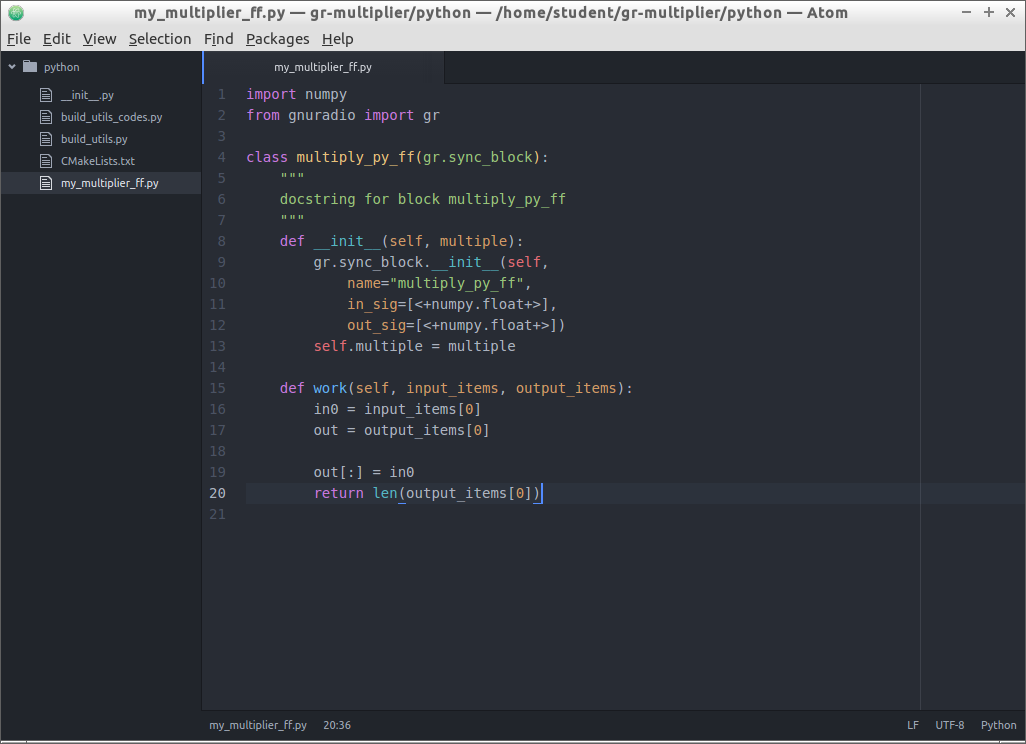 my_multiplier_ff.py — gr-multiplier/python — /home/student/gr-multiplier/python — Atom
File Edit View Selection Find Packages Help
python
__init__.py
build_utils_codes.py
build_utils.py
CMakeLists.txt
my_multiplier_ff.py
my_multiplier_ff.py
1 import numpy
2 from gnuradio import gr
3
4 class multiply_py_ff(gr.sync_block):
5     """
6     docstring for block multiply_py_ff
7     """
8     def __init__(self, multiple):
9         gr.sync_block.__init__(self,
10             name="multiply_py_ff",
11             in_sig=[<+numpy.float+>],
12             out_sig=[<+numpy.float+>])
13         self.multiple = multiple
14
15     def work(self, input_items, output_items):
16         in0 = input_items[0]
17         out = output_items[0]
18
19         out[:] = in0
20         return len(output_items[0])
21
my_multiplier_ff.py 20:36 LF UTF-8 Python